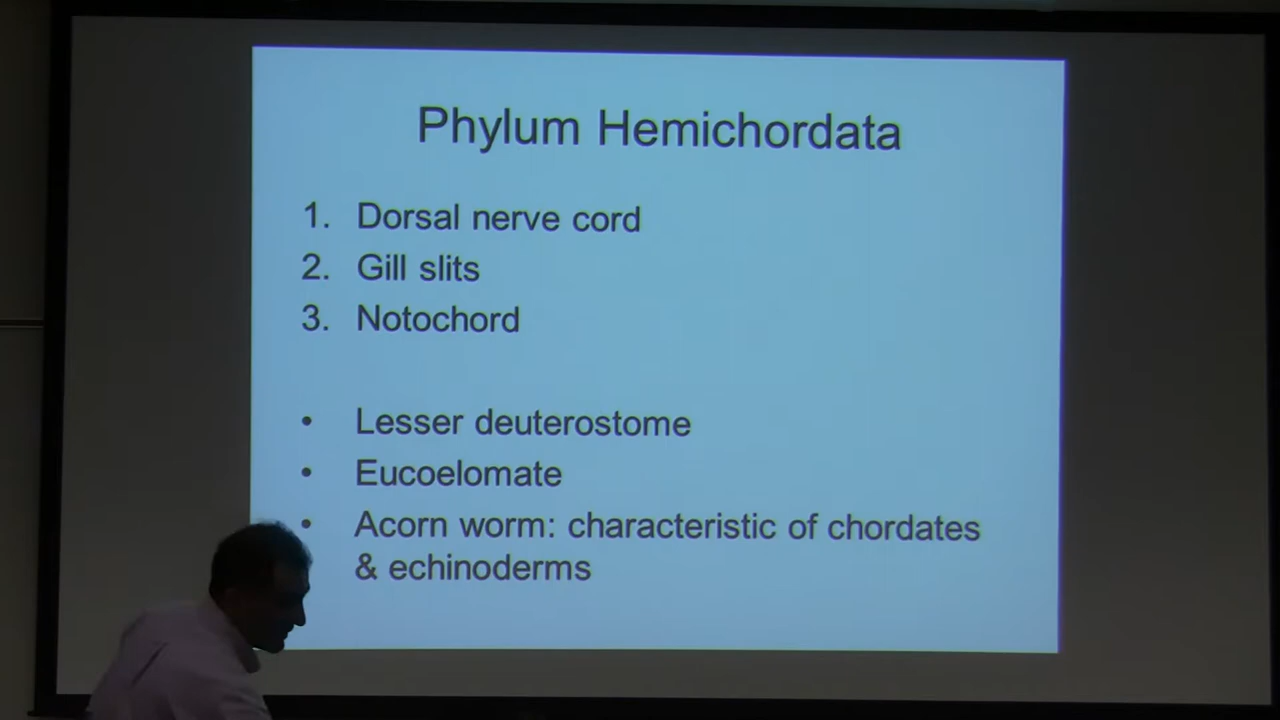 Phylum Hemichordata
1. Dorsal nerve cord
2. Gill slits
3. Notochord
• Lesser deuterostome
• Eucoelomate
• Acorn worm: characteristic of chordates
& echinoderms